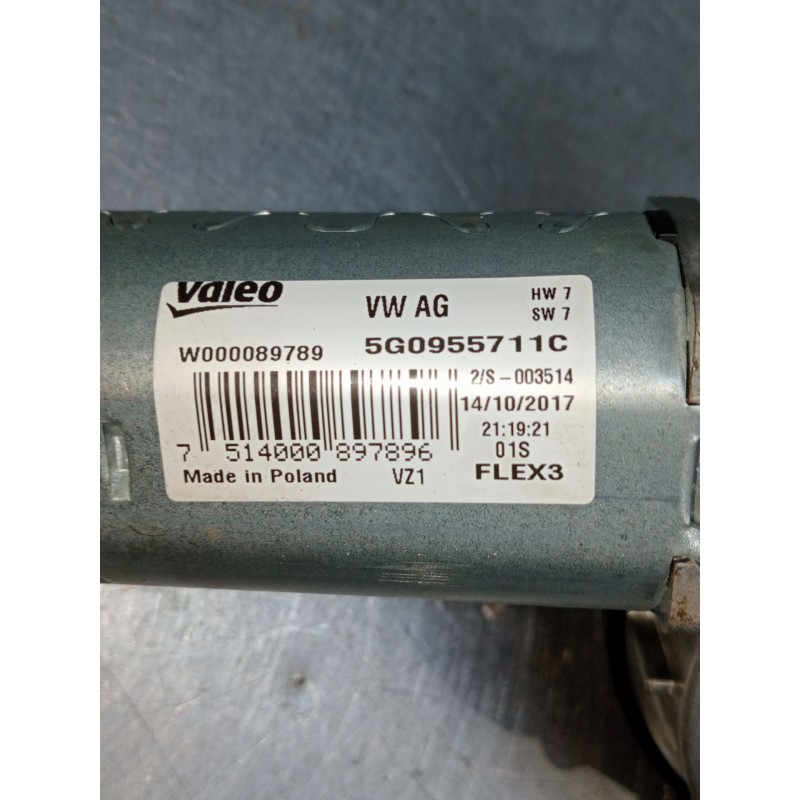 Valeo
VW AG
HW 7
SW 7
W000089789
5G0955711C
2/S-003514
14/10/2017
21:19:21
7 514000 897896
01S
Made in Poland
VZ1
FLEX3